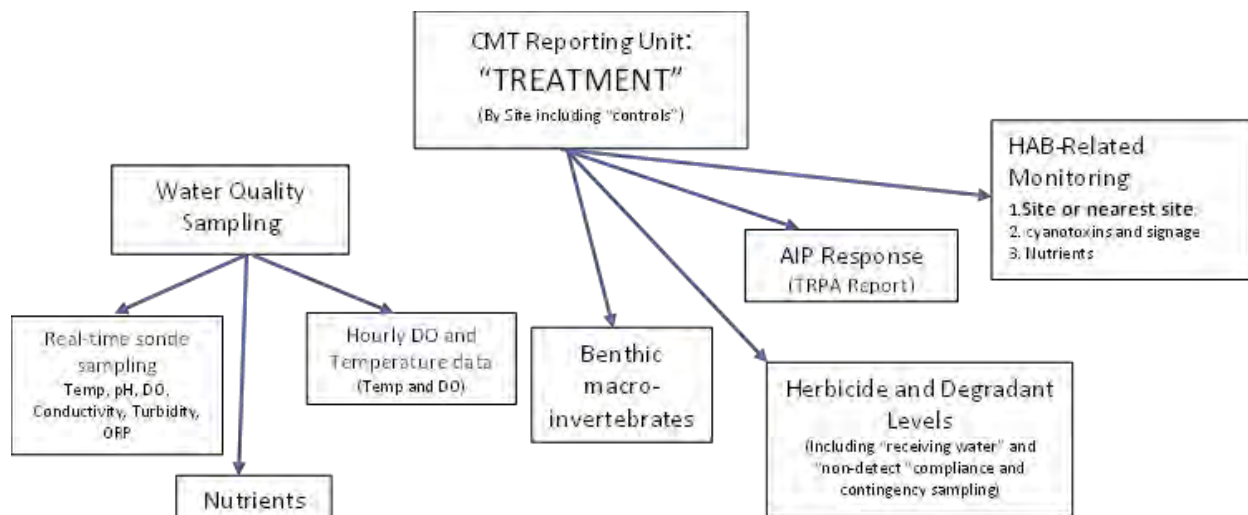 CMT Reporting Unit:
“TREATMENT”
(By Site including “controls”)
HAB-Related
Monitoring
1.Site or nearest site:
2. cyanotoxins and signage
3. Nutrients
Water Quality
Sampling
AIP Response
(TRPA Report)
Real-time sonde
sampling
Temp, pH, DO,
Conductivity, Turbidity,
ORP
Hourly DO and
Temperature data
(Temp and DO)
Benthic
macro-
invertebrates
Herbicide and Degradant
Levels
(Including “receiving water” and
“non-detect “compliance and
contingency sampling)
Nutrients